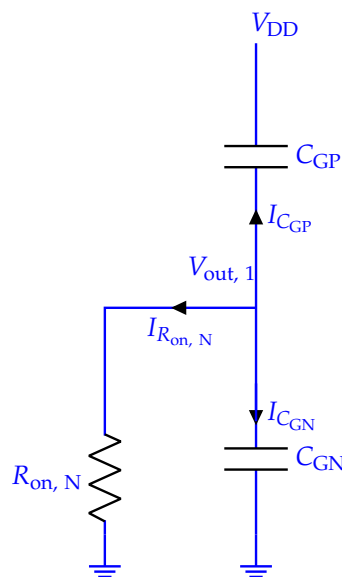 V_DD
C_GP
I_C_GP
V_out, 1
I_R_on, N
I_C_GN
C_GN
R_on, N